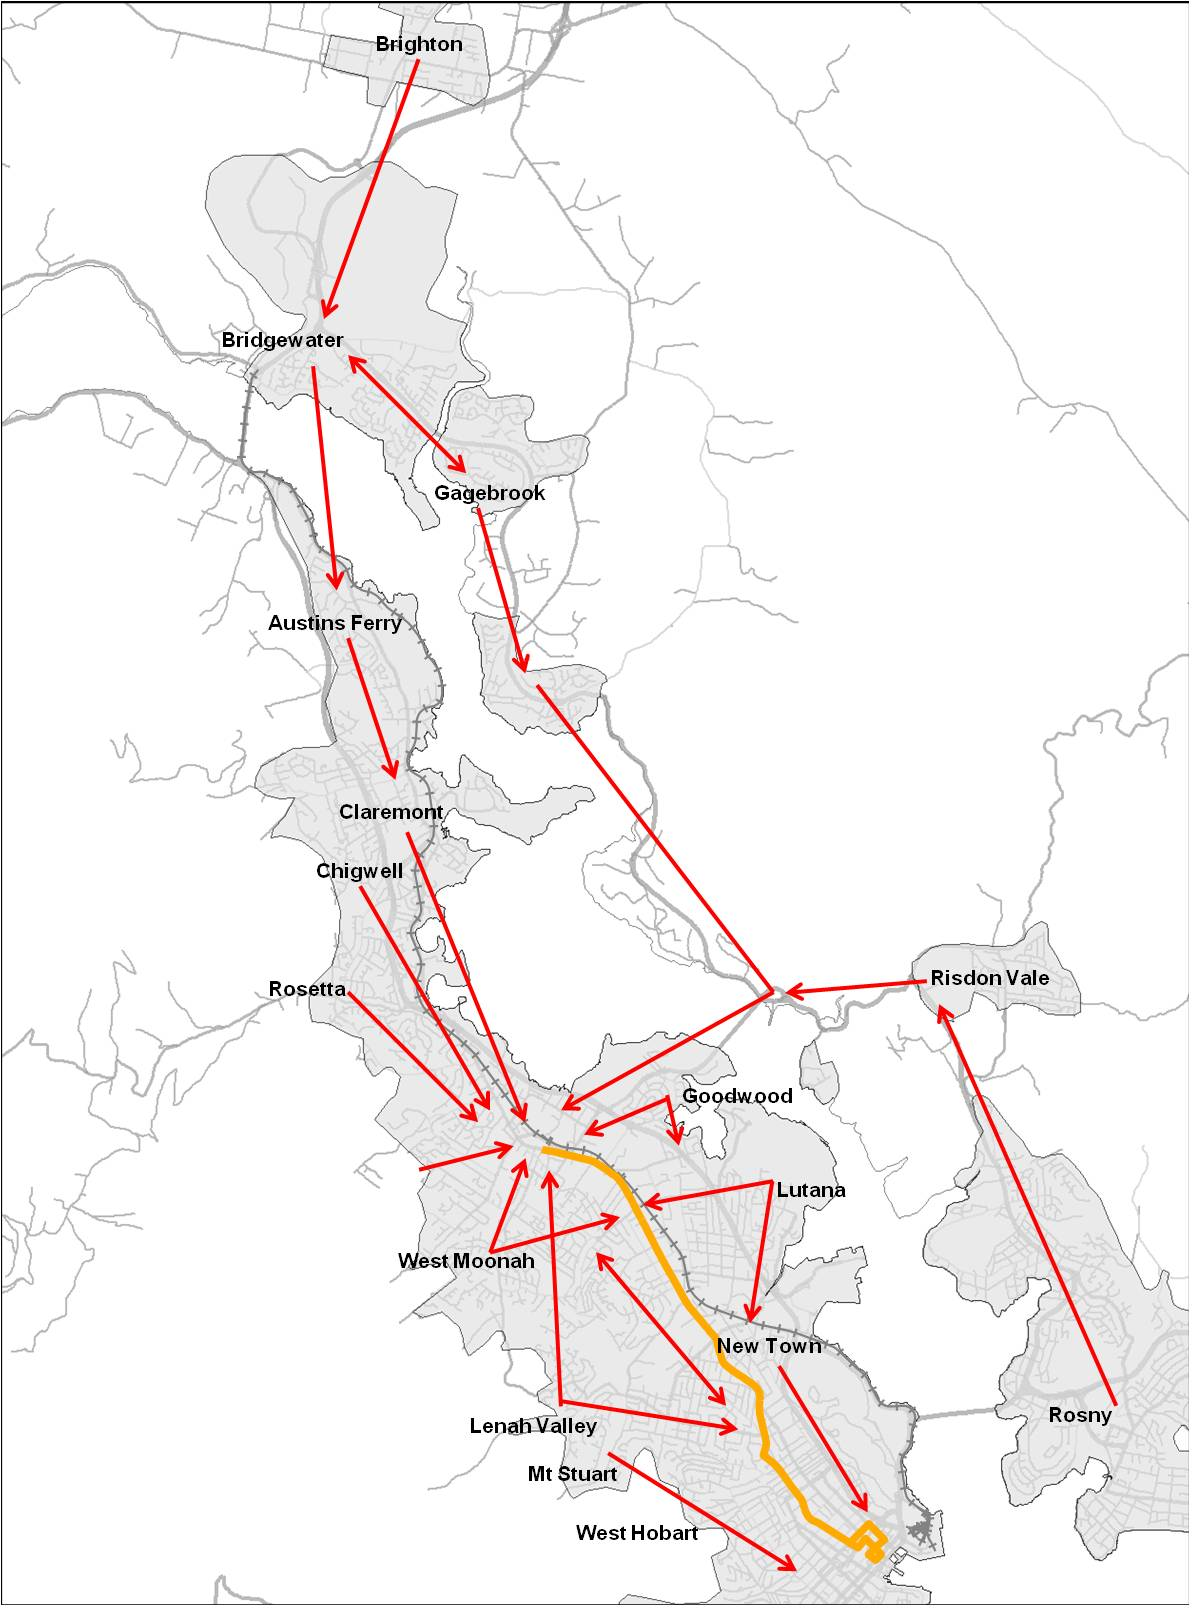 Brighton
Bridgewater
Gagebrook
Austins Ferry
Claremont
Chigwell
Risdon Vale
Rosetta
Goodwood
Lutana
West Moonah
New Town
Rosny
Lenah Valley
Mt Stuart
West Hobart